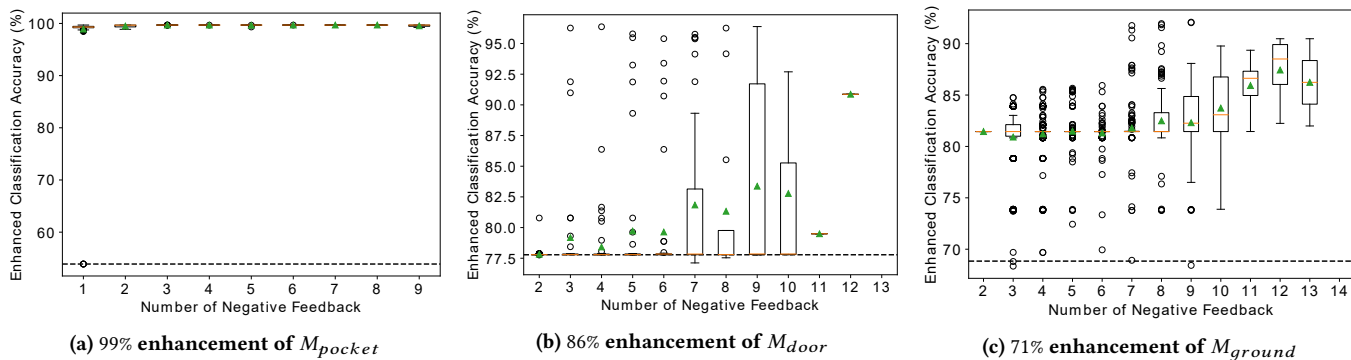 Enhanced Classification Accuracy (%)
100
90
80
70
60
1 2 3 4 5 6 7 8 9
Number of Negative Feedback
(a) 99% enhancement of M_pocket
Enhanced Classification Accuracy (%)
95.0
92.5
90.0
87.5
85.0
82.5
80.0
77.5
2 3 4 5 6 7 8 9 10 11 12 13
Number of Negative Feedback
(b) 86% enhancement of M_door
Enhanced Classification Accuracy (%)
90
85
80
75
70
2 3 4 5 6 7 8 9 10 11 12 13 14
Number of Negative Feedback
(c) 71% enhancement of M_ground